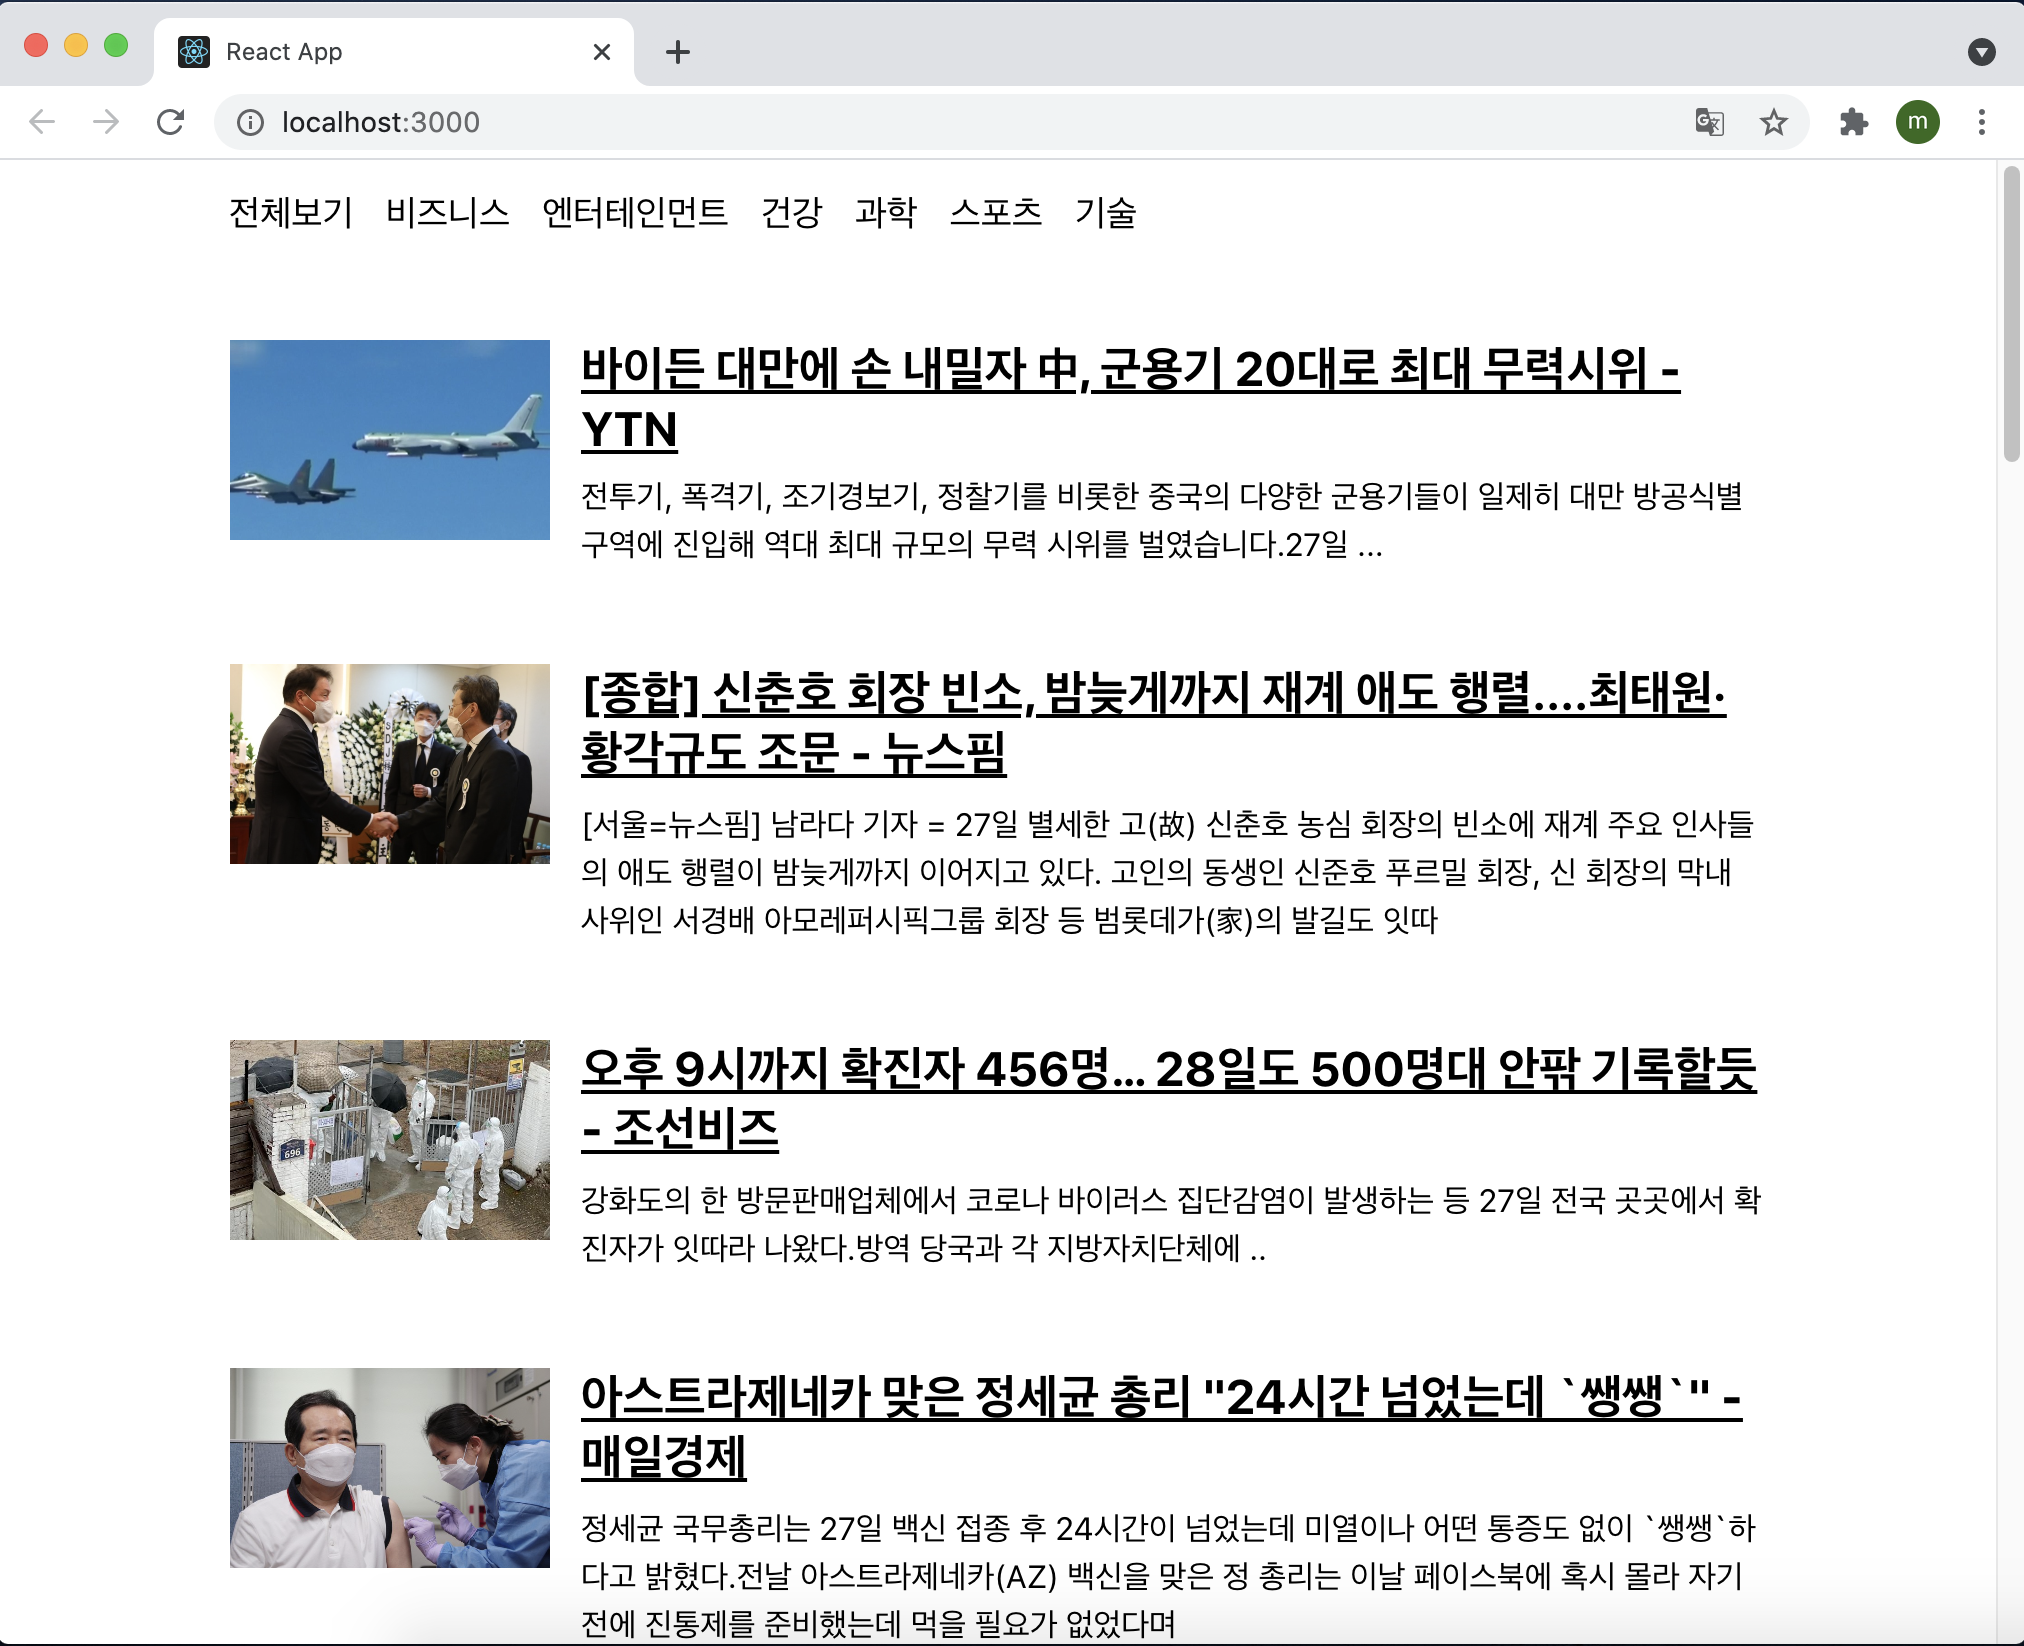 React App
localhost:3000
m
전체보기 비즈니스 엔터테인먼트 건강 과학 스포츠 기술
바이든 대만에 손 내밀자 中, 군용기 20대로 최대 무력시위 -
YTN
전투기, 폭격기, 조기경보기, 정찰기를 비롯한 중국의 다양한 군용기들이 일제히 대만 방공식별
구역에 진입해 역대 최대 규모의 무력 시위를 벌였습니다.27일 ...
[종합] 신춘호 회장 빈소, 밤늦게까지 재계 애도 행렬....최태원·
황각규도 조문 - 뉴스핌
[서울=뉴스핌] 남라다 기자 = 27일 별세한 고(故) 신춘호 농심 회장의 빈소에 재계 주요 인사들
의 애도 행렬이 밤늦게까지 이어지고 있다. 고인의 동생인 신준호 푸르밀 회장, 신 회장의 막내
사위인 서경배 아모레퍼시픽그룹 회장 등 범롯데가(家)의 발길도 잇따
696
오후 9시까지 확진자 456명… 28일도 500명대 안팎 기록할듯
- 조선비즈
강화도의 한 방문판매업체에서 코로나 바이러스 집단감염이 발생하는 등 27일 전국 곳곳에서 확
진자가 잇따라 나왔다.방역 당국과 각 지방자치단체에 ..
아스트라제네카 맞은 정세균 총리 "24시간 넘었는데 `쌩쌩`" -
매일경제
정세균 국무총리는 27일 백신 접종 후 24시간이 넘었는데 미열이나 어떤 통증도 없이 `쌩쌩`하
다고 밝혔다.전날 아스트라제네카(AZ) 백신을 맞은 정 총리는 이날 페이스북에 혹시 몰라 자기
전에 진통제를 준비했는데 먹을 필요가 없었다며